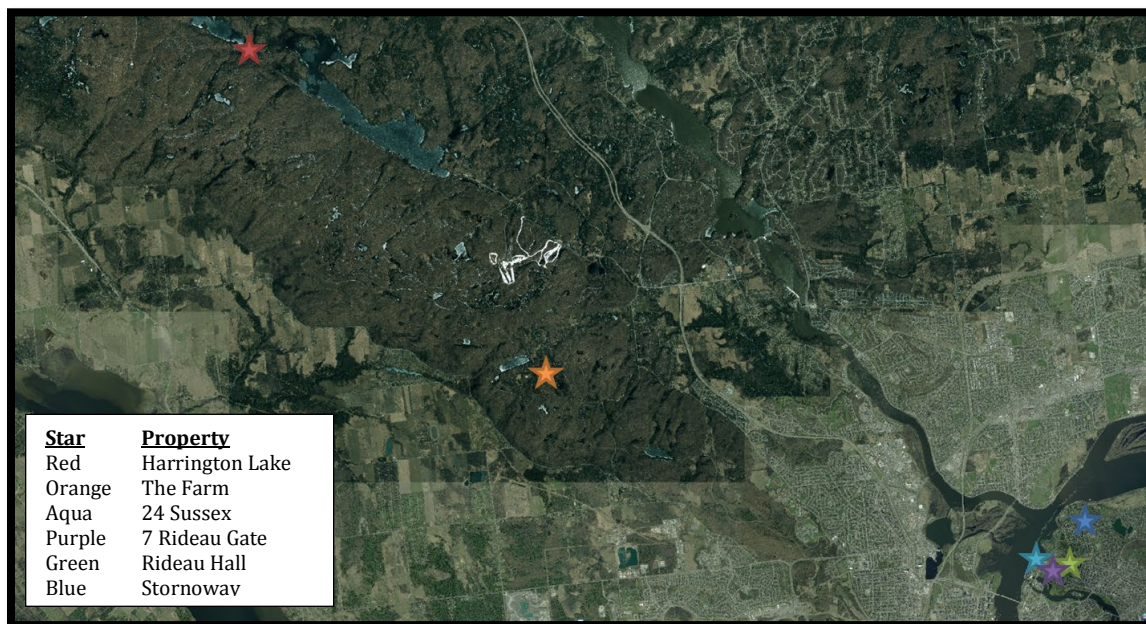 Star Property
Red Harrington Lake
Orange The Farm
Aqua 24 Sussex
Purple 7 Rideau Gate
Green Rideau Hall
Blue Stornoway